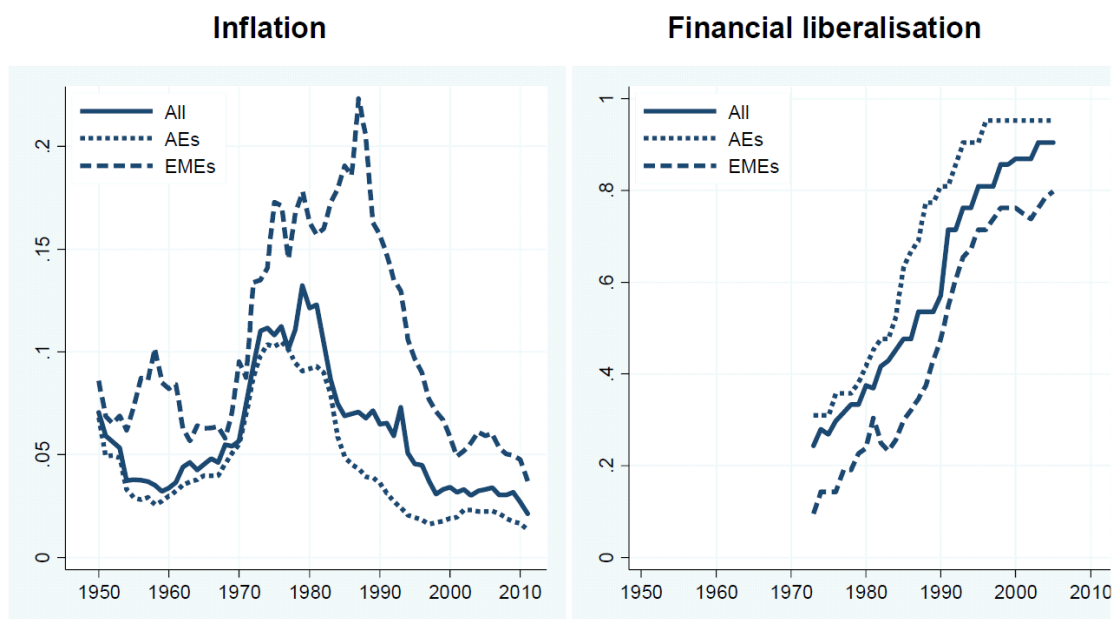 Inflation
All
AEs
EMEs
.2
.15
.1
.05
0
1950 1960 1970 1980 1990 2000 2010
Financial liberalisation
All
AEs
EMEs
1
.8
.6
.4
.2
0
1950 1960 1970 1980 1990 2000 2010